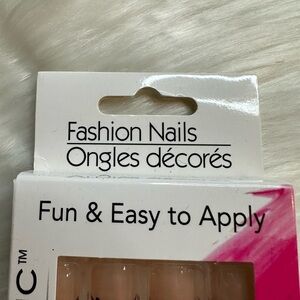 Fashion Nails
Ongles décorés
Fun & Easy to Apply